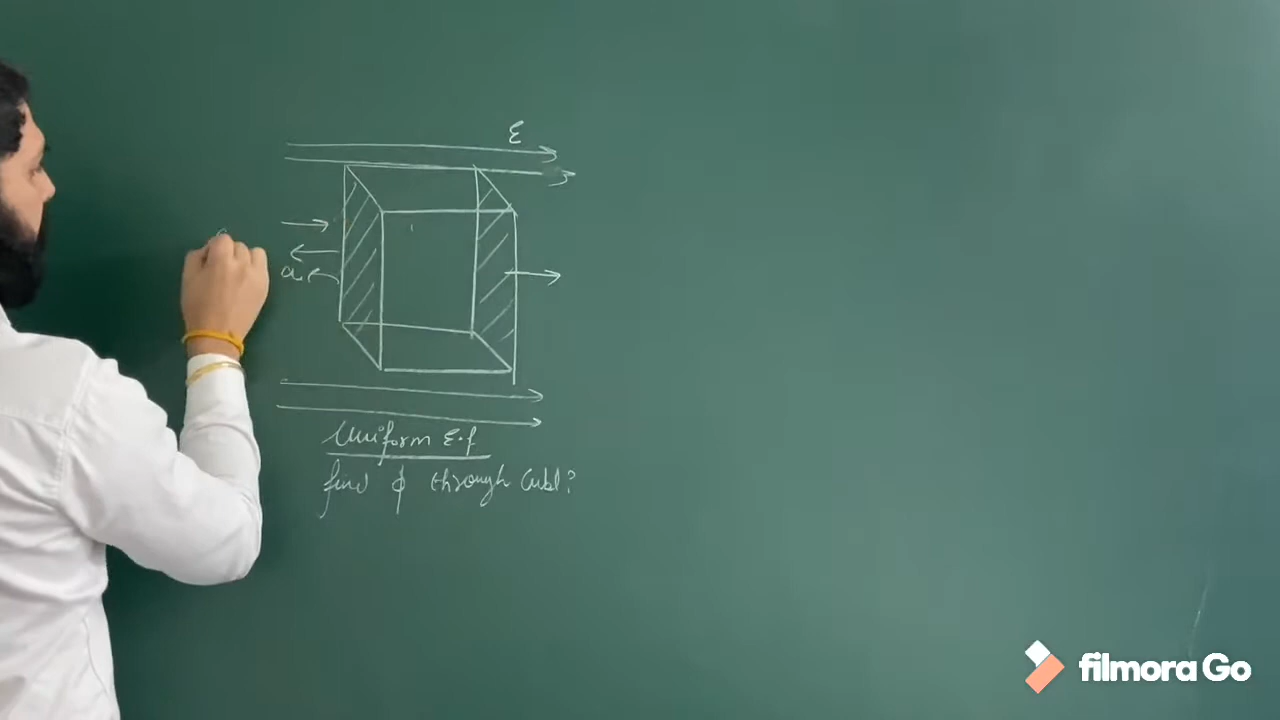 E
a
Uniform E.f
find ϕ through Cube?
filmora Go